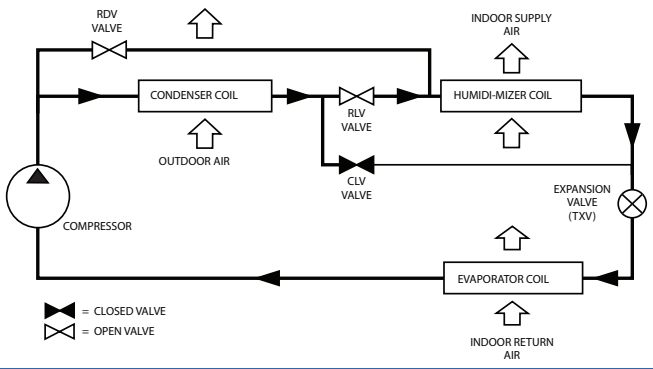 RDV
VALVE
INDOOR SUPPLY
AIR
CONDENSER COIL
HUMIDI-MIZER COIL
RLV
VALVE
OUTDOOR AIR
CLV
VALVE
EXPANSION
VALVE
(TXV)
COMPRESSOR
EVAPORATOR COIL
= CLOSED VALVE
= OPEN VALVE
INDOOR RETURN
AIR